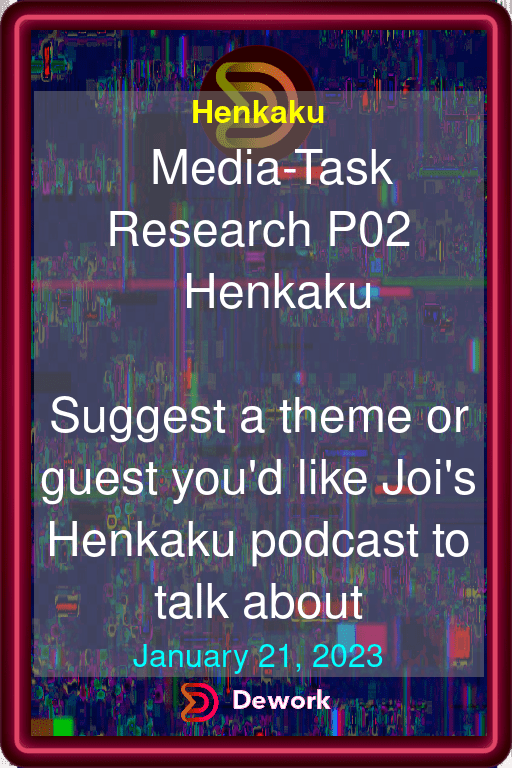 Henkaku
Media-Task
Research P02
Henkaku
Suggest a theme or
guest you'd like Joi's
Henkaku podcast to
talk about
January 21, 2023
Dework